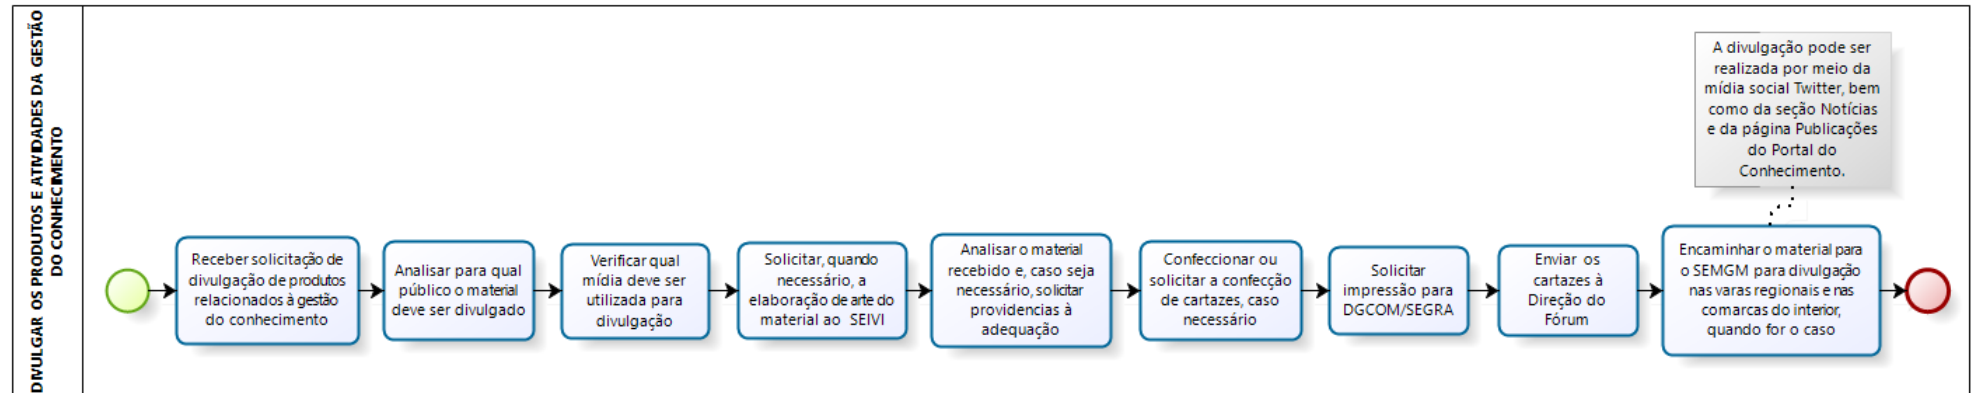 DIVULGAR OS PRODUTOS E ATIVIDADES DA GESTÃO
DO CONHECIMENTO
Receber solicitação de
divulgação de produtos
relacionados à gestão
do conhecimento
Analisar para qual
público o material
deve ser divulgado
Verificar qual
mídia deve ser
utilizada para
divulgação
Solicitar, quando
necessário, a
elaboração de arte do
material ao SEIVI
Analisar o material
recebido e, caso seja
necessário, solicitar
providencias à
adequação
Confeccionar ou
solicitar a confecção
de cartazes, caso
necessário
Solicitar
impressão para
DGCOM/SEGRA
Enviar os
cartazes à
Direção do
Fórum
A divulgação pode ser
realizada por meio da
mídia social Twitter, bem
como da seção Notícias
e da página Publicações
do Portal do
Conhecimento.
Encaminhar o material para
o SEMGM para divulgação
nas varas regionais e nas
comarcas do interior,
quando for o caso